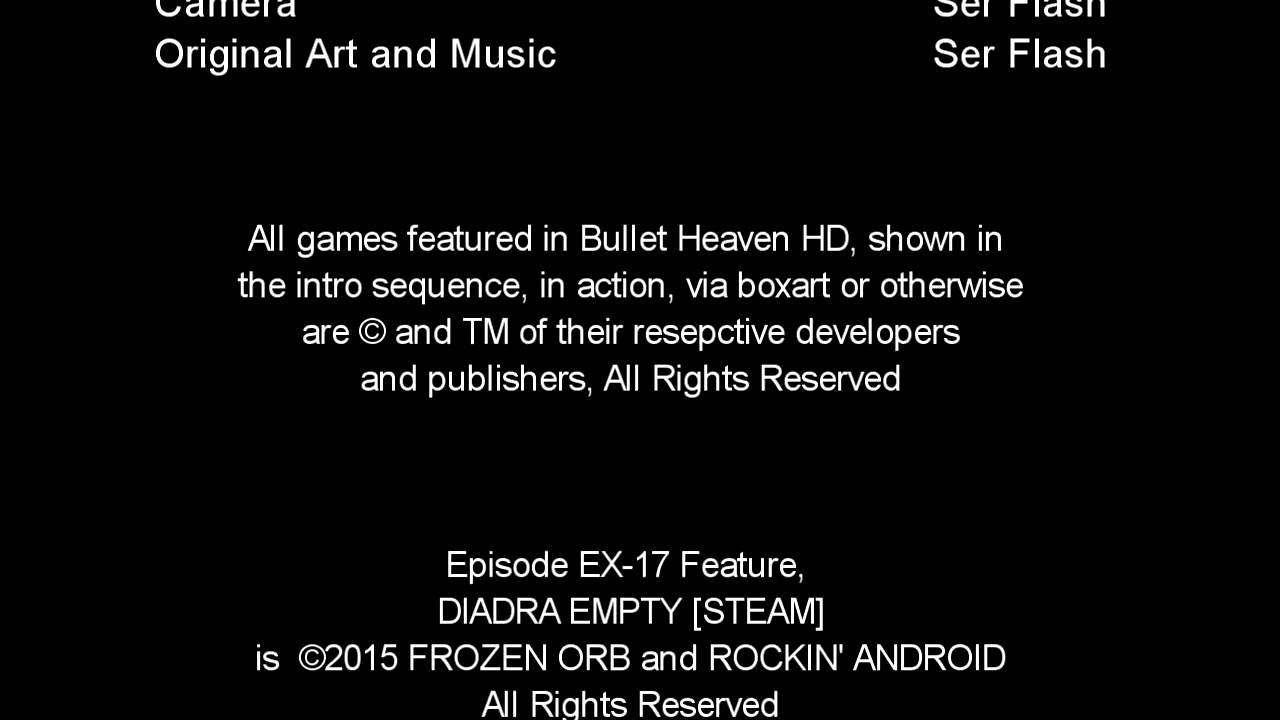 Camera Ser Flash
Original Art and Music Ser Flash
All games featured in Bullet Heaven HD, shown in
the intro sequence, in action, via boxart or otherwise
are © and TM of their resepctive developers
and publishers, All Rights Reserved
Episode EX-17 Feature,
DIADRA EMPTY [STEAM]
is ©2015 FROZEN ORB and ROCKIN' ANDROID
All Rights Reserved